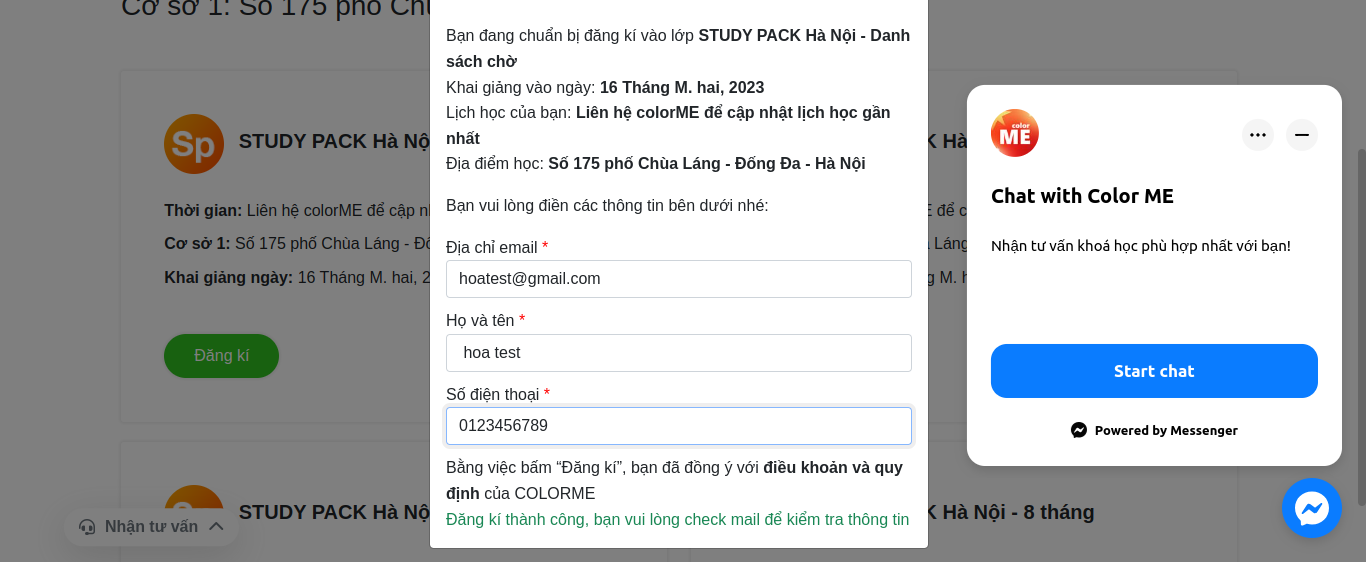 Cơ sở 1: Số 175 phố Chù
Bạn đang chuẩn bị đăng kí vào lớp STUDY PACK Hà Nội - Danh
sách chờ
Khai giảng vào ngày: 16 Tháng M. hai, 2023
Lịch học của bạn: Liên hệ colorME để cập nhật lịch học gần
nhất
Địa điểm học: Số 175 phố Chùa Láng - Đống Đa - Hà Nội
Bạn vui lòng điền các thông tin bên dưới nhé:
Địa chỉ email *
hoatest@gmail.com
Họ và tên *
hoa test
Số điện thoại *
0123456789
Bằng việc bấm “Đăng kí”, bạn đã đồng ý với điều khoản và quy
định của COLORME
Đăng kí thành công, bạn vui lòng check mail để kiểm tra thông tin
Sp
STUDY PACK Hà Nộ
Thời gian: Liên hệ colorME để cập n
Cơ sở 1: Số 175 phố Chùa Láng - Đố
Khai giảng ngày: 16 Tháng M. hai, 2
Đăng kí
STUDY PACK Hà Nộ
Nhận tư vấn
K Hà
E để c
Láng
g M. h
K Hà Nội - 8 tháng
color
ME
Chat with Color ME
Nhận tư vấn khoá học phù hợp nhất với bạn!
Start chat
Powered by Messenger